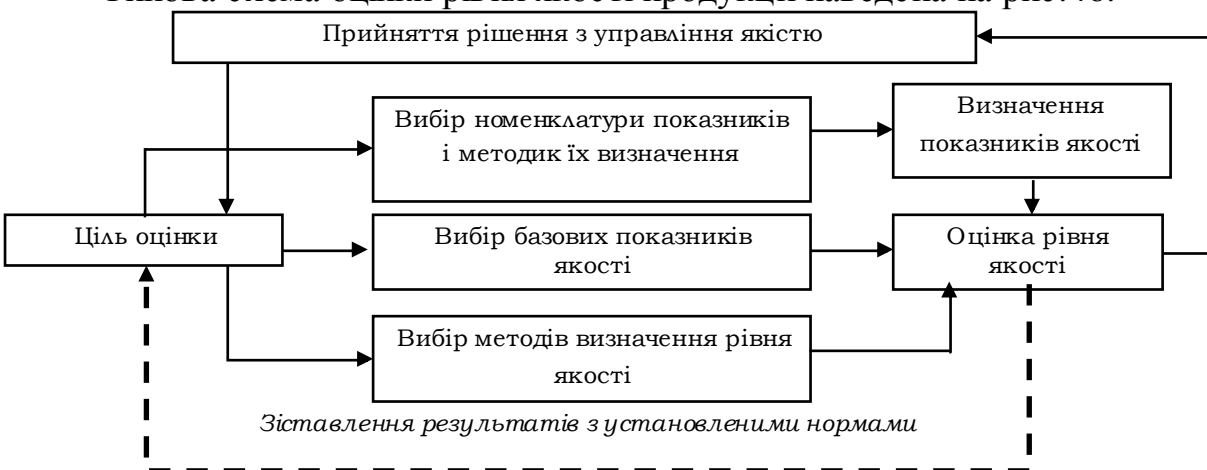 Прийняття рішення з управління якістю
Вибір номенклатури показників
і методик їх визначення
Визначення
показників якості
Ціль оцінки
Вибір базових показників
якості
Оцінка рівня
якості
Вибір методів визначення рівня
якості
Зіставлення результатів з установленими нормами